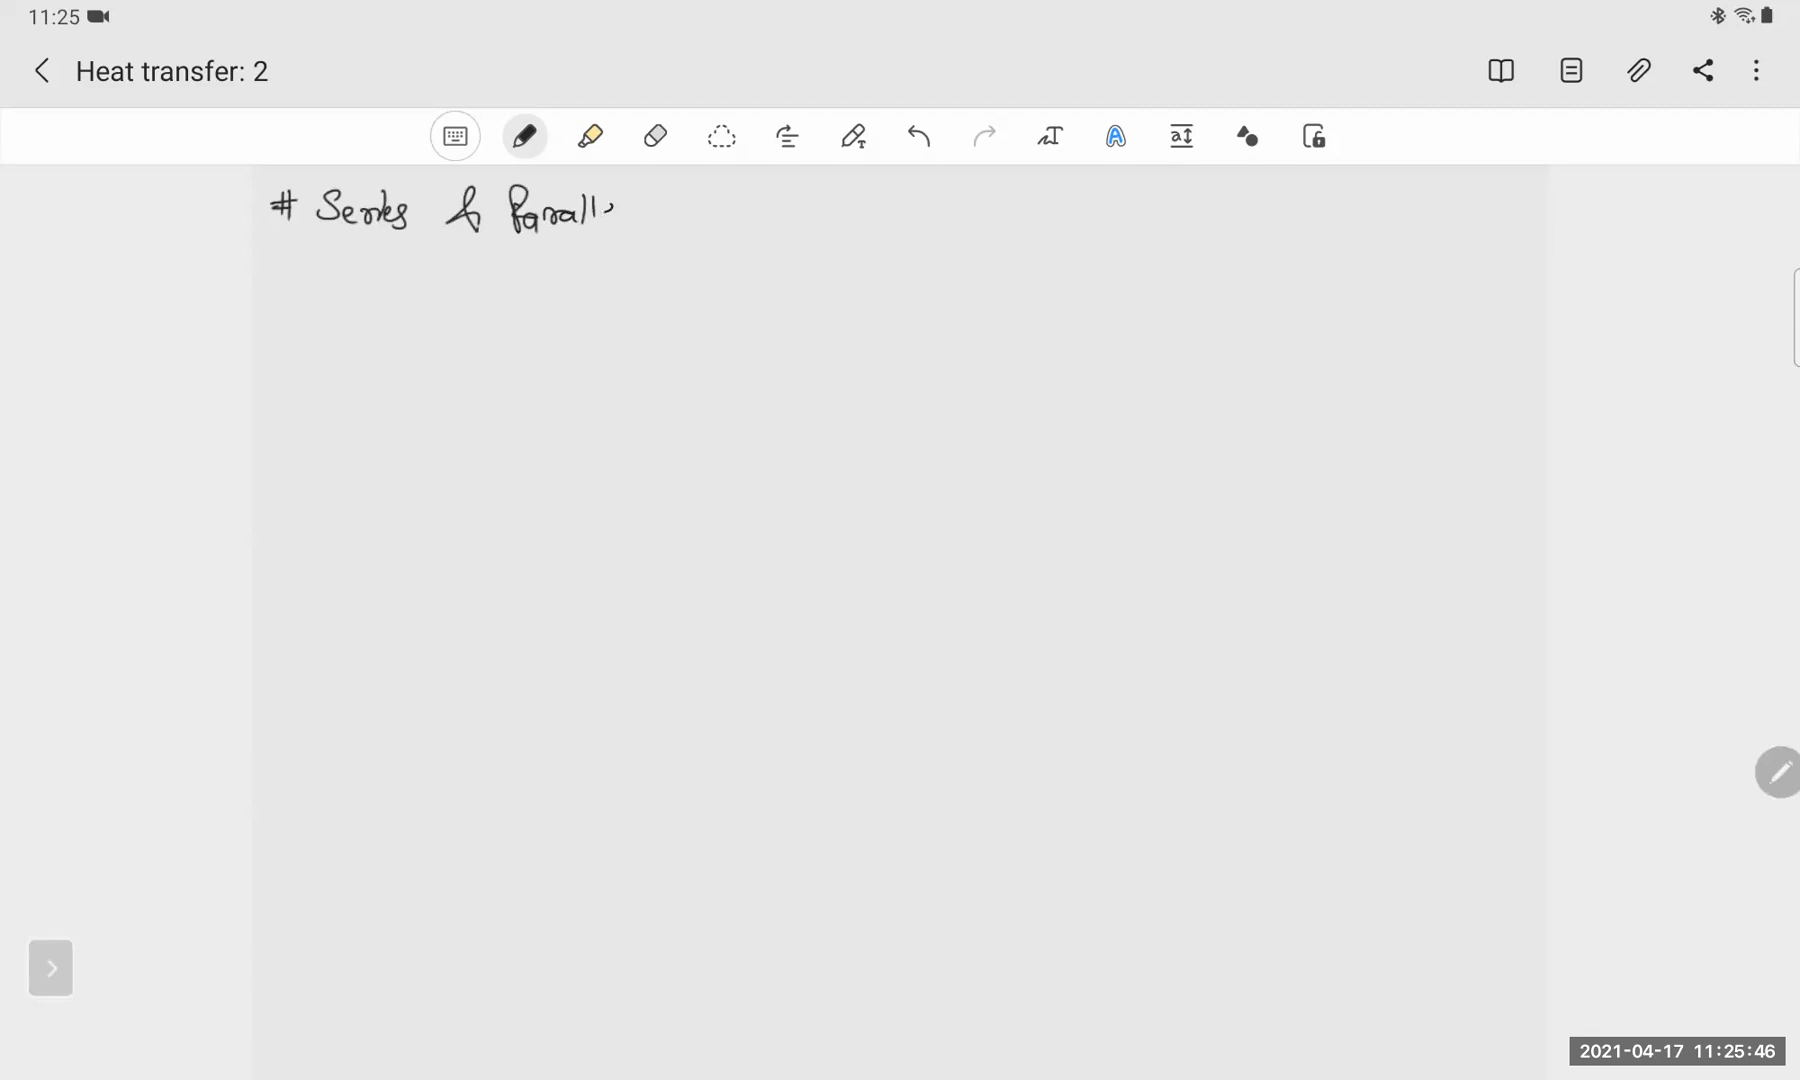 11:25
Heat transfer: 2
# Series & Parall
2021-04-17 11:25:46